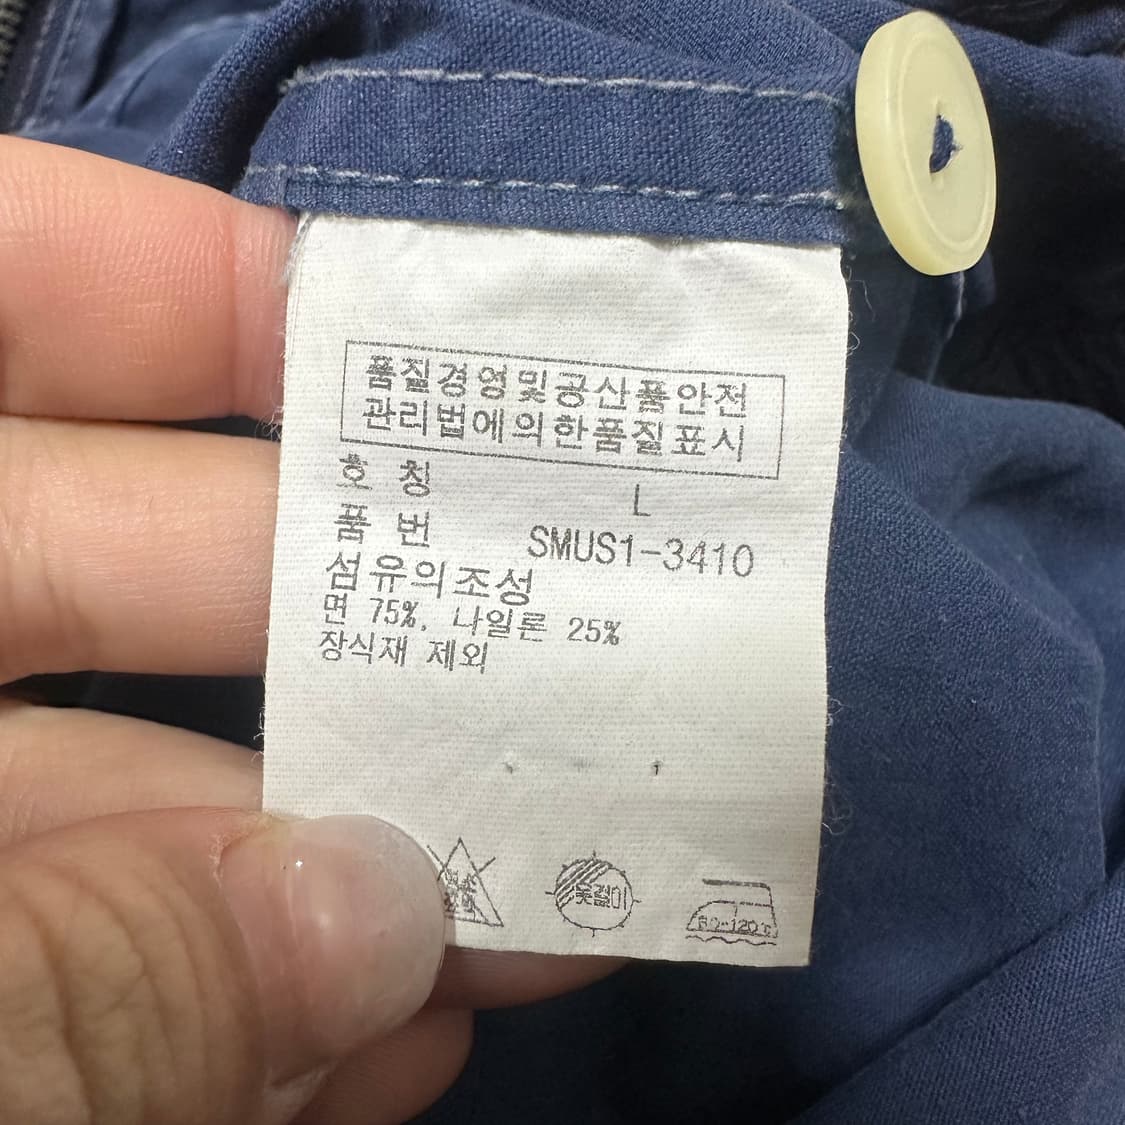 품질경영및공산품안전
관리법에의한품질표시
호 칭 L
품 번 SMUS1-3410
섬유의조성
면 75%, 나일론 25%
장식재 제외
옷걸이
80-120℃